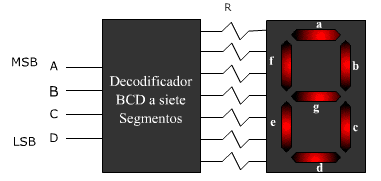 R
MSB
A
B
C
LSB
D
Decodificador
BCD a siete
Segmentos
a
f
b
g
e
c
d